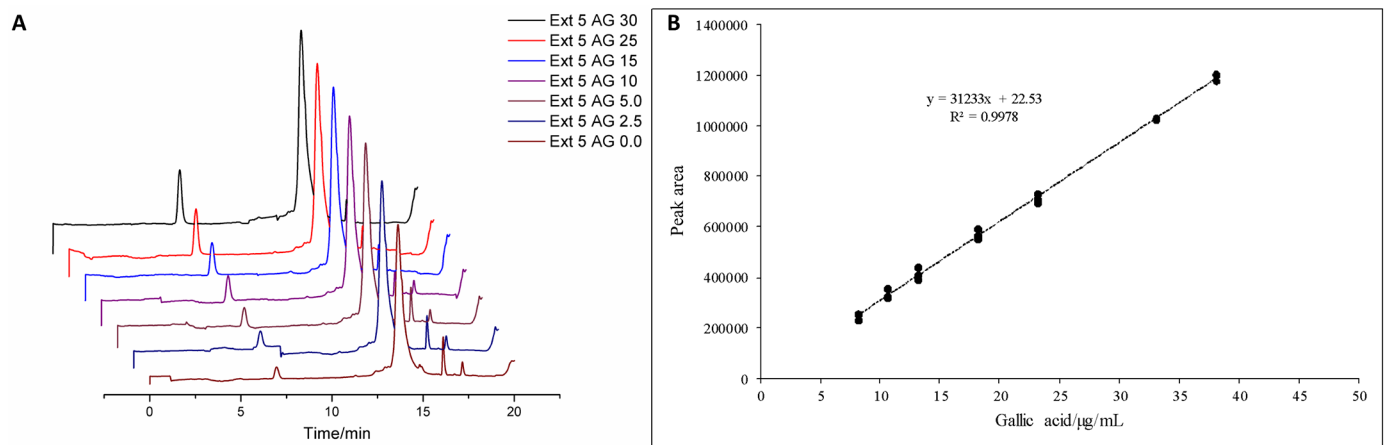 A
Ext 5 AG 30
Ext 5 AG 25
Ext 5 AG 15
Ext 5 AG 10
Ext 5 AG 5.0
Ext 5 AG 2.5
Ext 5 AG 0.0
0 5 10 15 20
Time/min
B
1400000
1200000
1000000
800000
600000
400000
200000
0
Peak area
y = 31233x + 22.53
R² = 0.9978
0 5 10 15 20 25 30 35 40 45 50
Gallic acid/μg/mL